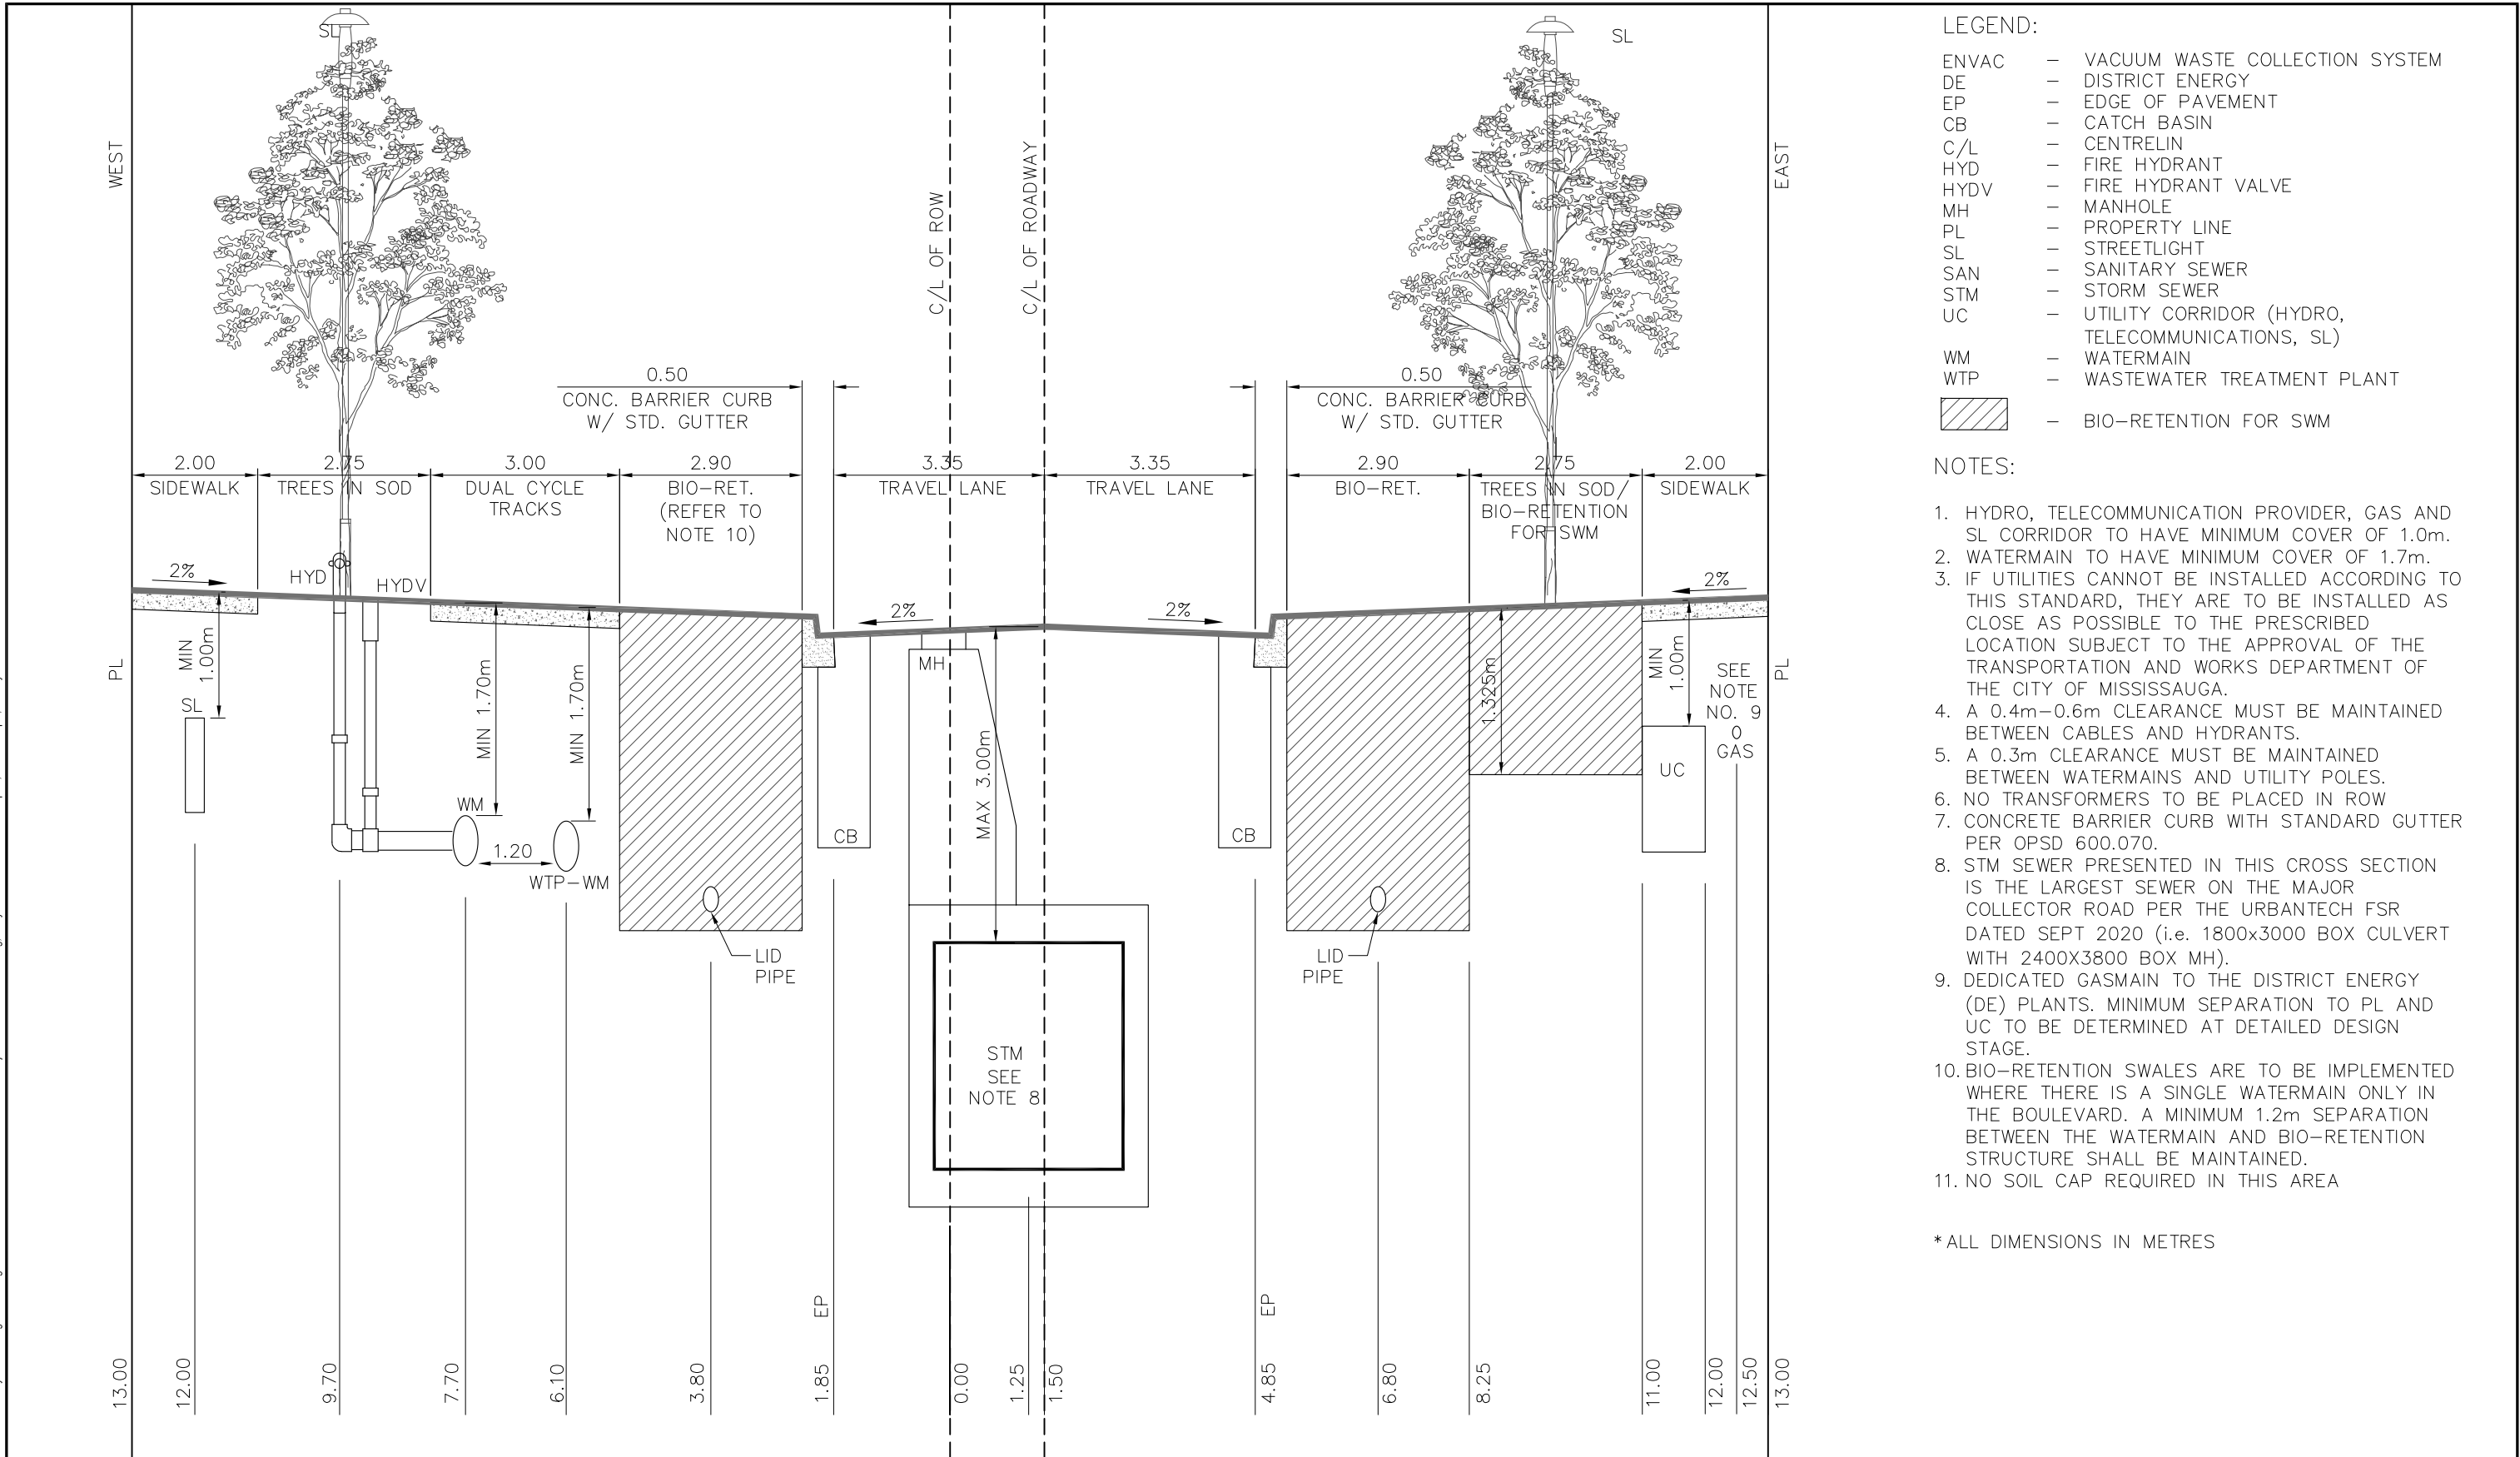 SL
SL
WEST
EAST
C/L OF ROW
C/L OF ROADWAY
PL
PL
0.50
CONC. BARRIER CURB
W/ STD. GUTTER
0.50
CONC. BARRIER CURB
W/ STD. GUTTER
2.00
SIDEWALK
2.75
TREES IN SOD
3.00
DUAL CYCLE
TRACKS
2.90
BIO-RET.
(REFER TO
NOTE 10)
3.35
TRAVEL LANE
3.35
TRAVEL LANE
2.90
BIO-RET.
2.75
TREES IN SOD/
BIO-RETENTION
FOR SWM
2.00
SIDEWALK
2%
HYD
HYDV
2%
2%
2%
MIN
1.00m
SL
MIN 1.70m
MIN 1.70m
WM
1.20
WTP-WM
LID
PIPE
CB
MH
MAX 3.00m
CB
LID
PIPE
1.325m
MIN
1.00m
UC
SEE
NOTE
NO. 9
O
GAS
STM
SEE
NOTE 8
EP
EP
13.00
12.00
9.70
7.70
6.10
3.80
1.85
0.00
1.25
1.50
4.85
6.80
8.25
11.00
12.00
12.50
13.00
LEGEND:
ENVAC - VACUUM WASTE COLLECTION SYSTEM
DE - DISTRICT ENERGY
EP - EDGE OF PAVEMENT
CB - CATCH BASIN
C/L - CENTRELIN
HYD - FIRE HYDRANT
HYDV - FIRE HYDRANT VALVE
MH - MANHOLE
PL - PROPERTY LINE
SL - STREETLIGHT
SAN - SANITARY SEWER
STM - STORM SEWER
UC - UTILITY CORRIDOR (HYDRO,
TELECOMMUNICATIONS, SL)
WM - WATERMAIN
WTP - WASTEWATER TREATMENT PLANT
- BIO-RETENTION FOR SWM
NOTES:
1. HYDRO, TELECOMMUNICATION PROVIDER, GAS AND
SL CORRIDOR TO HAVE MINIMUM COVER OF 1.0m.
2. WATERMAIN TO HAVE MINIMUM COVER OF 1.7m.
3. IF UTILITIES CANNOT BE INSTALLED ACCORDING TO
THIS STANDARD, THEY ARE TO BE INSTALLED AS
CLOSE AS POSSIBLE TO THE PRESCRIBED
LOCATION SUBJECT TO THE APPROVAL OF THE
TRANSPORTATION AND WORKS DEPARTMENT OF
THE CITY OF MISSISSAUGA.
4. A 0.4m-0.6m CLEARANCE MUST BE MAINTAINED
BETWEEN CABLES AND HYDRANTS.
5. A 0.3m CLEARANCE MUST BE MAINTAINED
BETWEEN WATERMAINS AND UTILITY POLES.
6. NO TRANSFORMERS TO BE PLACED IN ROW
7. CONCRETE BARRIER CURB WITH STANDARD GUTTER
PER OPSD 600.070.
8. STM SEWER PRESENTED IN THIS CROSS SECTION
IS THE LARGEST SEWER ON THE MAJOR
COLLECTOR ROAD PER THE URBANTECH FSR
DATED SEPT 2020 (i.e. 1800x3000 BOX CULVERT
WITH 2400X3800 BOX MH).
9. DEDICATED GASMAIN TO THE DISTRICT ENERGY
(DE) PLANTS. MINIMUM SEPARATION TO PL AND
UC TO BE DETERMINED AT DETAILED DESIGN
STAGE.
10. BIO-RETENTION SWALES ARE TO BE IMPLEMENTED
WHERE THERE IS A SINGLE WATERMAIN ONLY IN
THE BOULEVARD. A MINIMUM 1.2m SEPARATION
BETWEEN THE WATERMAIN AND BIO-RETENTION
STRUCTURE SHALL BE MAINTAINED.
11. NO SOIL CAP REQUIRED IN THIS AREA
*ALL DIMENSIONS IN METRES